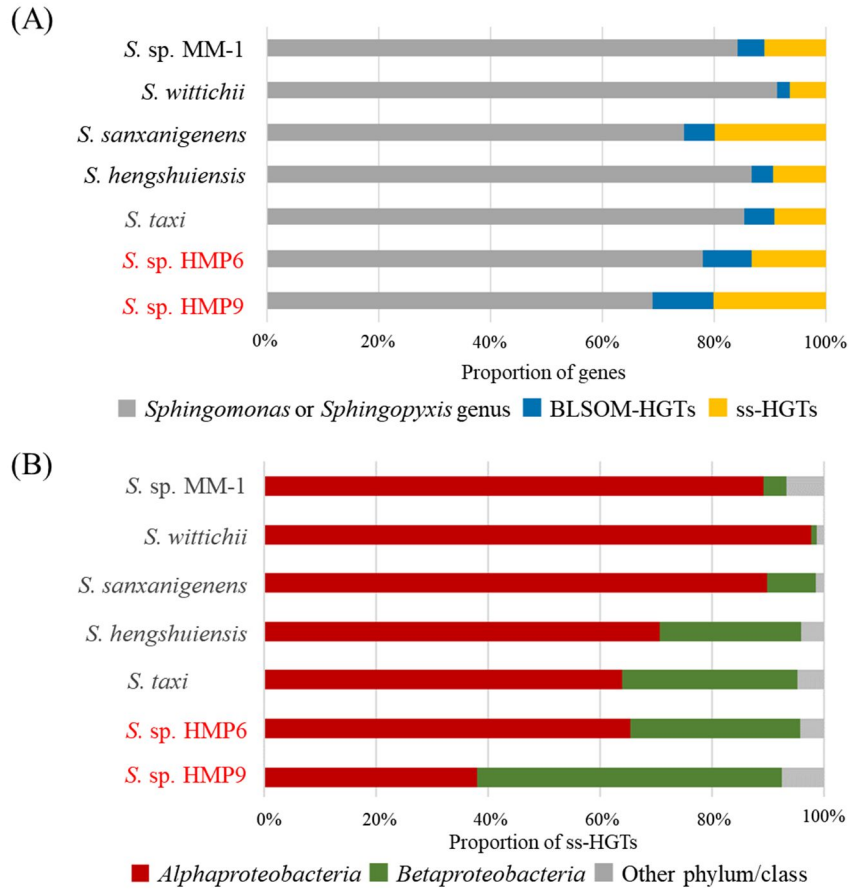 (A)
S. sp. MM-1
S. wittichii
S. sanxanigenens
S. hengshuiensis
S. taxi
S. sp. HMP6
S. sp. HMP9
0% 20% 40% 60% 80% 100%
Proportion of genes
Sphingomonas or Sphingopyxis genus BLSOM-HGTs ss-HGTs
(B)
S. sp. MM-1
S. wittichii
S. sanxanigenens
S. hengshuiensis
S. taxi
S. sp. HMP6
S. sp. HMP9
0% 20% 40% 60% 80% 100%
Proportion of ss-HGTs
Alphaproteobacteria Betaproteobacteria Other phylum/class